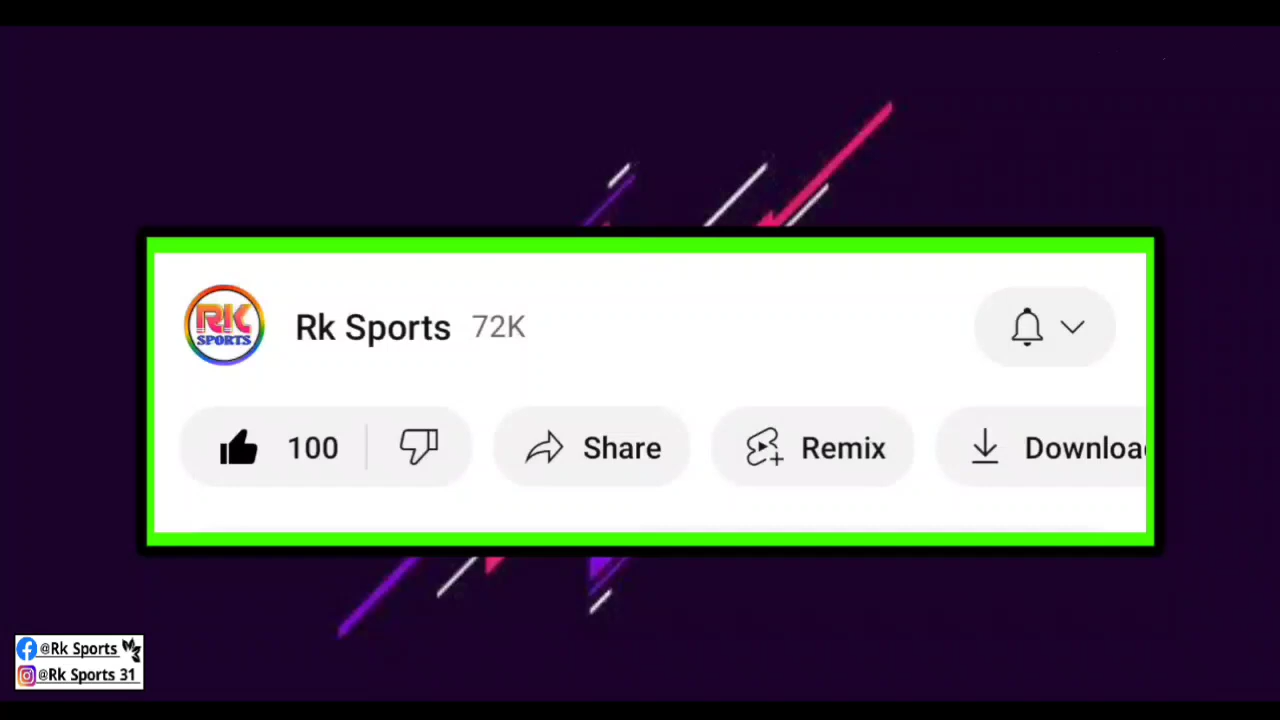 RK
SPORTS
Rk Sports 72K
100 Share Remix Downloa
@Rk Sports
@Rk Sports 31